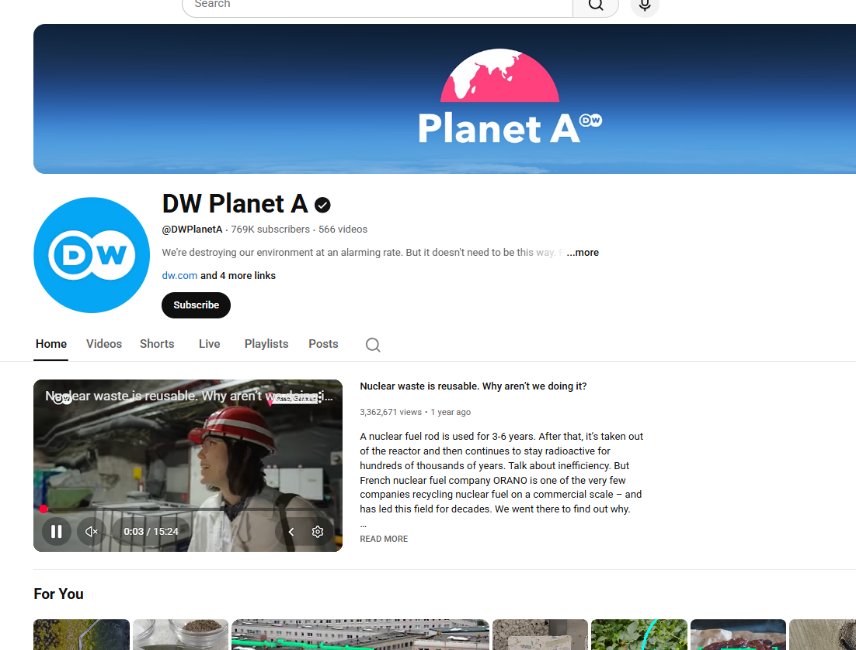 Search
Planet A DW
DW
DW Planet A
@DWPlanetA · 769K subscribers · 566 videos
We're destroying our environment at an alarming rate. But it doesn't need to be this way. ...more
dw.com and 4 more links
Subscribe
Home Videos Shorts Live Playlists Posts
Nuclear waste is reusable. Why aren't we doing i...
0:03 / 15:24
Nuclear waste is reusable. Why aren't we doing it?
3,362,671 views · 1 year ago
A nuclear fuel rod is used for 3-6 years. After that, it's taken out
of the reactor and then continues to stay radioactive for
hundreds of thousands of years. Talk about inefficiency. But
French nuclear fuel company ORANO is one of the very few
companies recycling nuclear fuel on a commercial scale – and
has led this field for decades. We went there to find out why.
...
READ MORE
For You